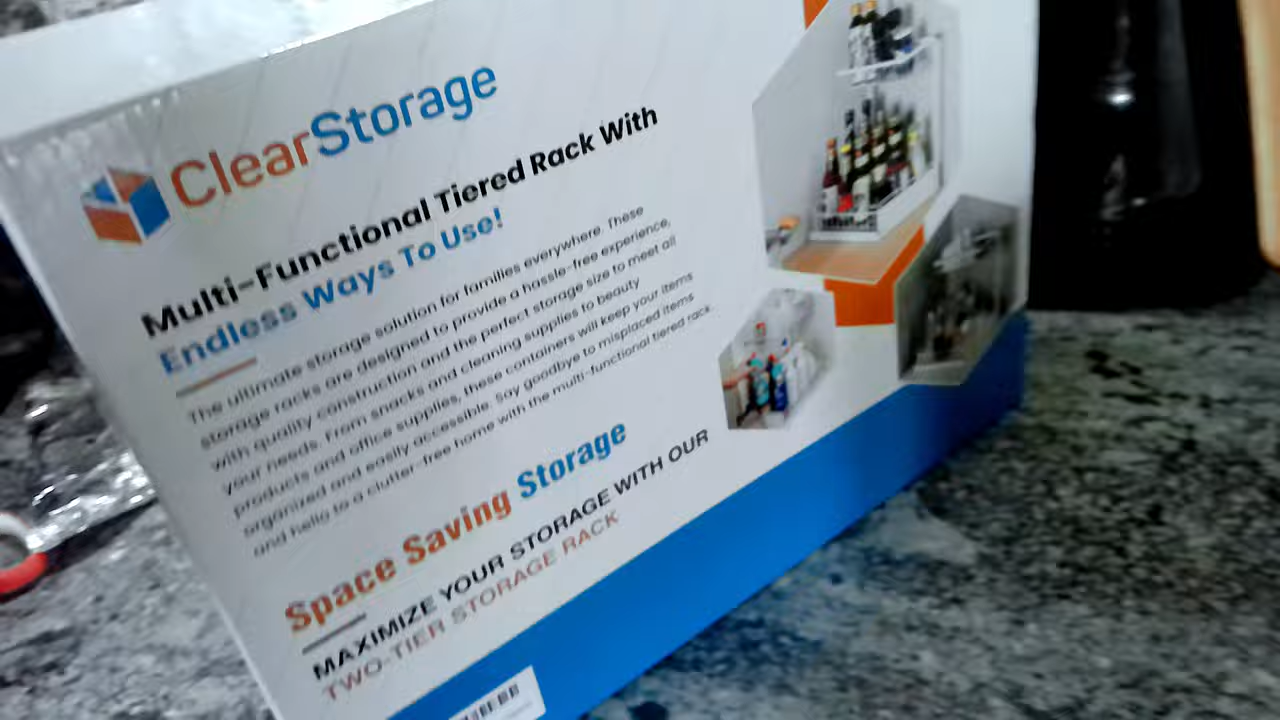 ClearStorage
Multi-Functional Tiered Rack With
Endless Ways To Use!
The ultimate storage solution for families everywhere. These
storage racks are designed to provide a hassle-free experience,
with quality construction and the perfect storage size to meet all
your needs. From snacks and cleaning supplies to beauty
products and office supplies, these containers will keep your items
organized and easily accessible. Say goodbye to misplaced items
and hello to a clutter-free home with the multi-functional tiered rack.
Space Saving Storage
MAXIMIZE YOUR STORAGE WITH OUR
TWO-TIER STORAGE RACK